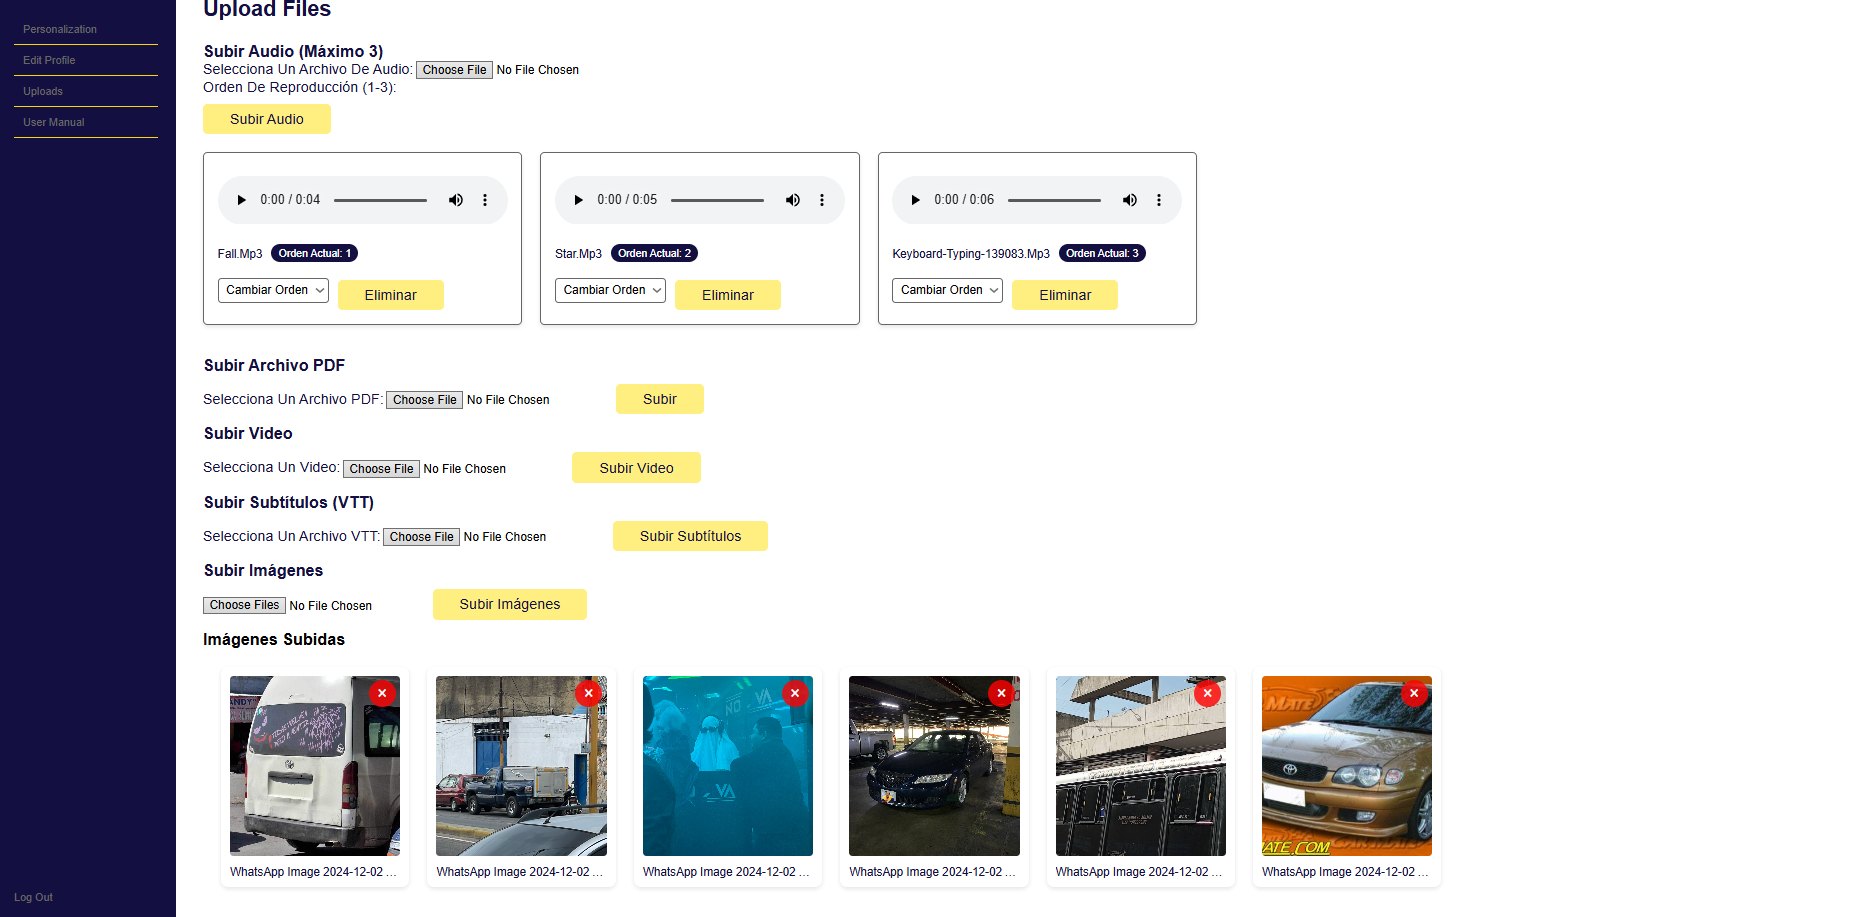 Upload Files
Personalization
Edit Profile
Uploads
User Manual
Log Out
Subir Audio (Máximo 3)
Selecciona Un Archivo De Audio: Choose File No File Chosen
Orden De Reproducción (1-3):
Subir Audio
0:00 / 0:04
0:00 / 0:05
0:00 / 0:06
Fall.Mp3 Orden Actual: 1
Star.Mp3 Orden Actual: 2
Keyboard-Typing-139083.Mp3 Orden Actual: 3
Cambiar Orden Eliminar
Cambiar Orden Eliminar
Cambiar Orden Eliminar
Subir Archivo PDF
Selecciona Un Archivo PDF: Choose File No File Chosen Subir
Subir Video
Selecciona Un Video: Choose File No File Chosen Subir Video
Subir Subtítulos (VTT)
Selecciona Un Archivo VTT: Choose File No File Chosen Subir Subtítulos
Subir Imágenes
Choose Files No File Chosen Subir Imágenes
Imágenes Subidas
NO
VA
VA
MATE
ATE.COM
WhatsApp Image 2024-12-02 ...
WhatsApp Image 2024-12-02 ...
WhatsApp Image 2024-12-02 ...
WhatsApp Image 2024-12-02 ...
WhatsApp Image 2024-12-02 ...
WhatsApp Image 2024-12-02 ...